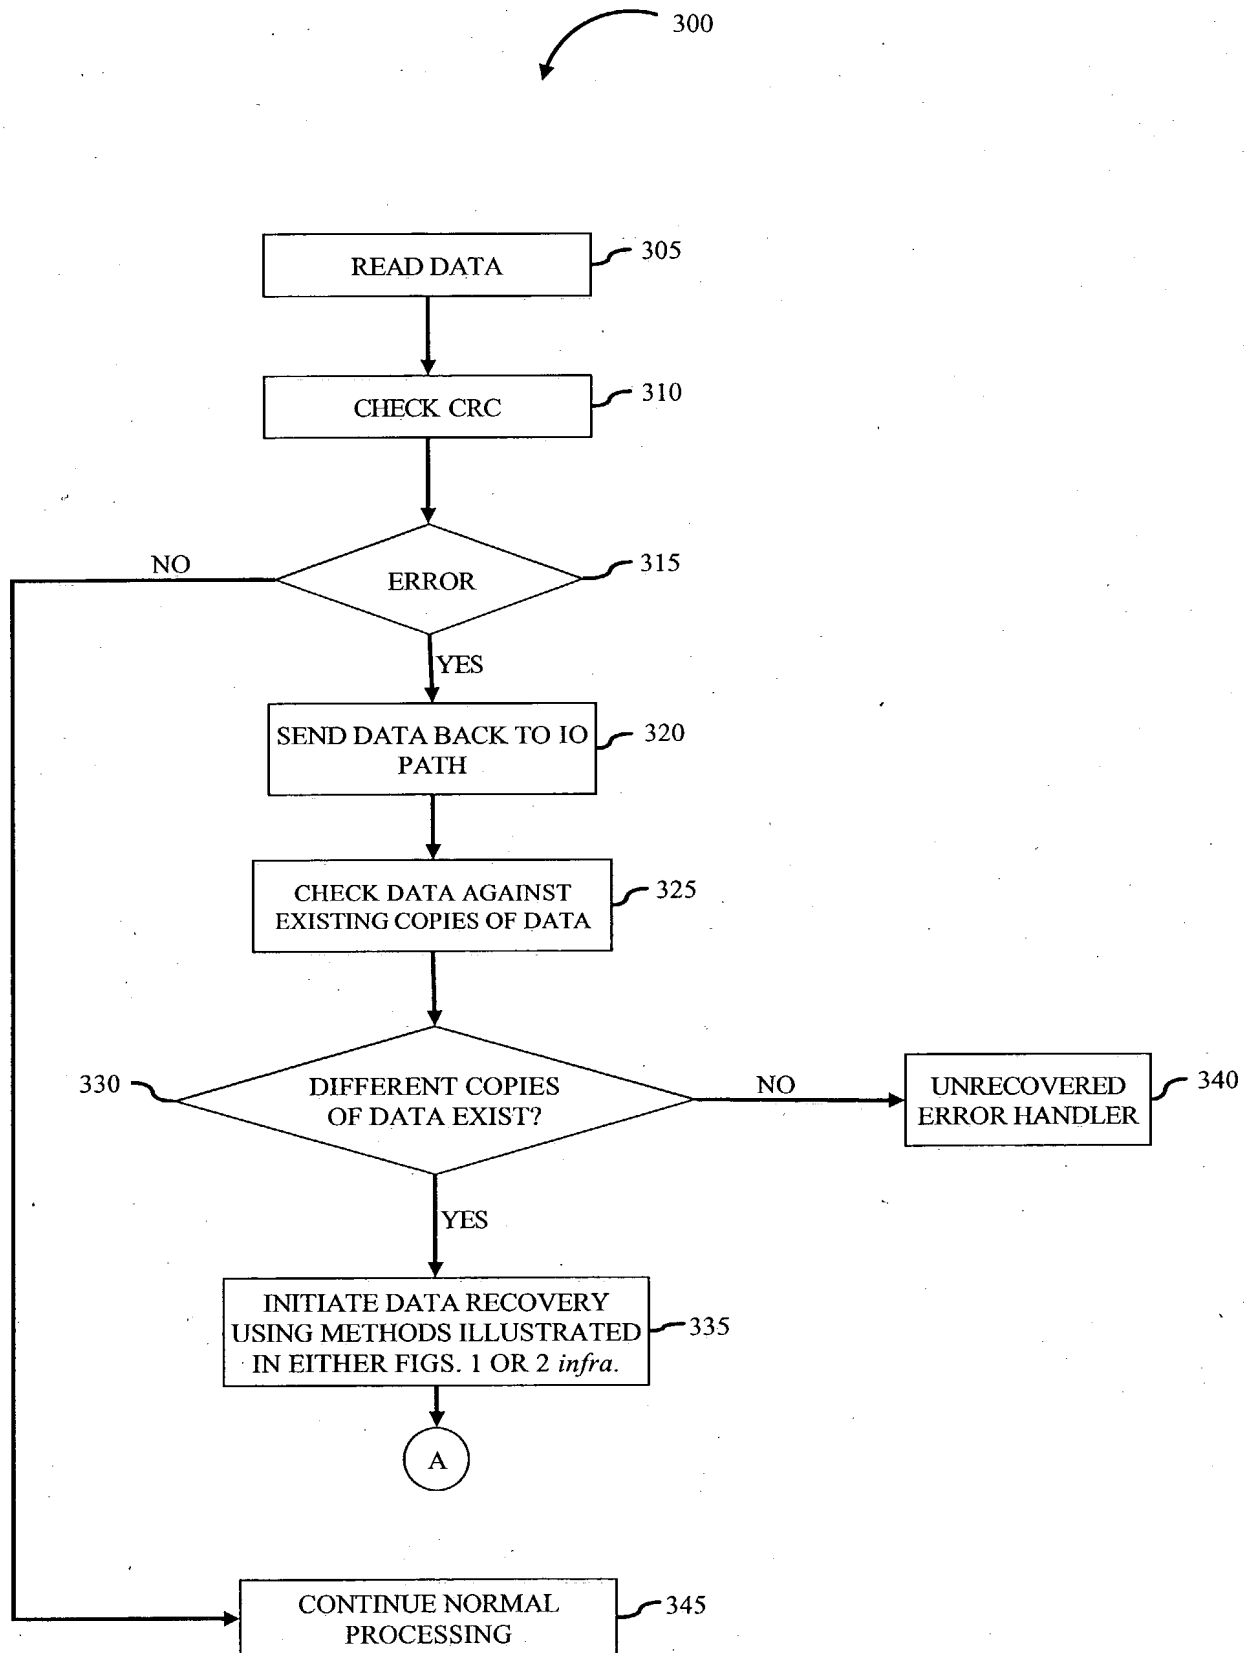 300
READ DATA
305
CHECK CRC
310
NO
ERROR
315
YES
SEND DATA BACK TO IO
PATH
320
CHECK DATA AGAINST
EXISTING COPIES OF DATA
325
330
DIFFERENT COPIES
OF DATA EXIST?
NO
UNRECOVERED
ERROR HANDLER
340
YES
INITIATE DATA RECOVERY
USING METHODS ILLUSTRATED
IN EITHER FIGS. 1 OR 2 infra.
335
A
CONTINUE NORMAL
PROCESSING
345